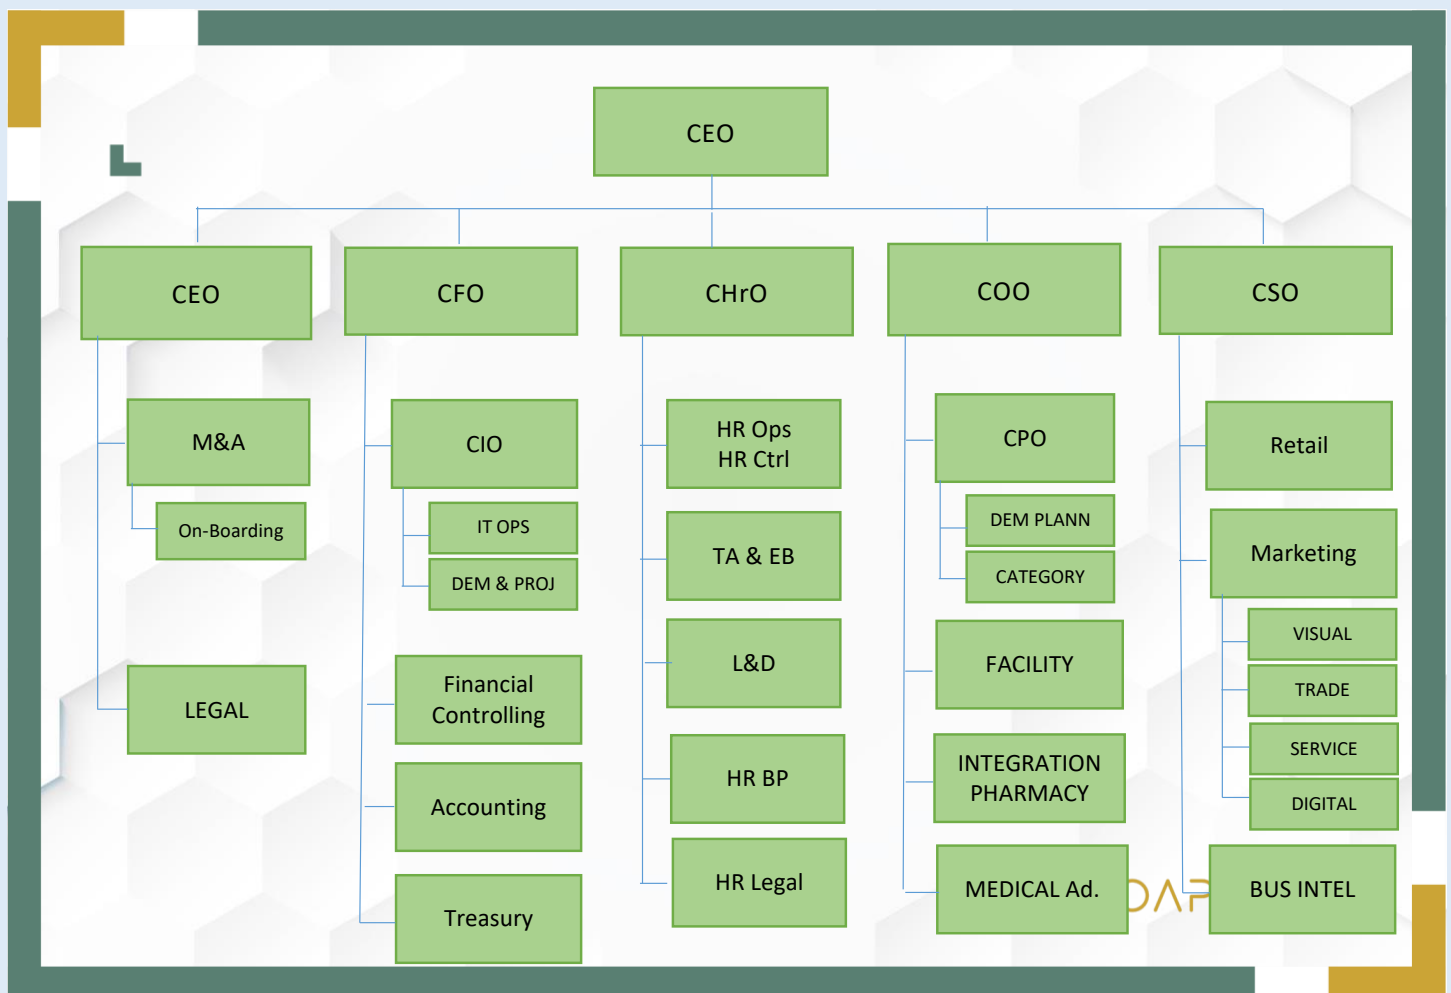 CEO
CEO
CFO
CHrO
COO
CSO
M&A
On-Boarding
LEGAL
CIO
IT OPS
DEM & PROJ
Financial
Controlling
Accounting
Treasury
HR Ops
HR Ctrl
TA & EB
L&D
HR BP
HR Legal
CPO
DEM PLANN
CATEGORY
FACILITY
INTEGRATION
PHARMACY
MEDICAL Ad.
Retail
Marketing
VISUAL
TRADE
SERVICE
DIGITAL
BUS INTEL